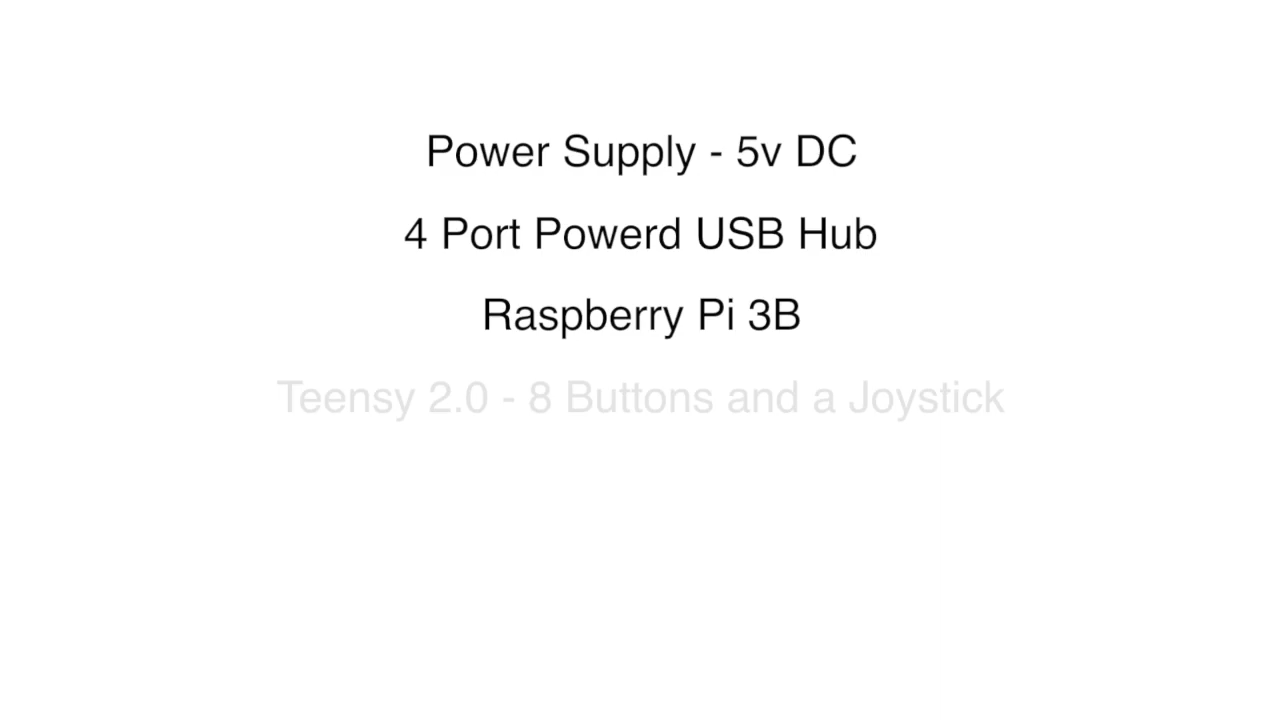 Power Supply - 5v DC
4 Port Powerd USB Hub
Raspberry Pi 3B
Teensy 2.0 - 8 Buttons and a Joystick